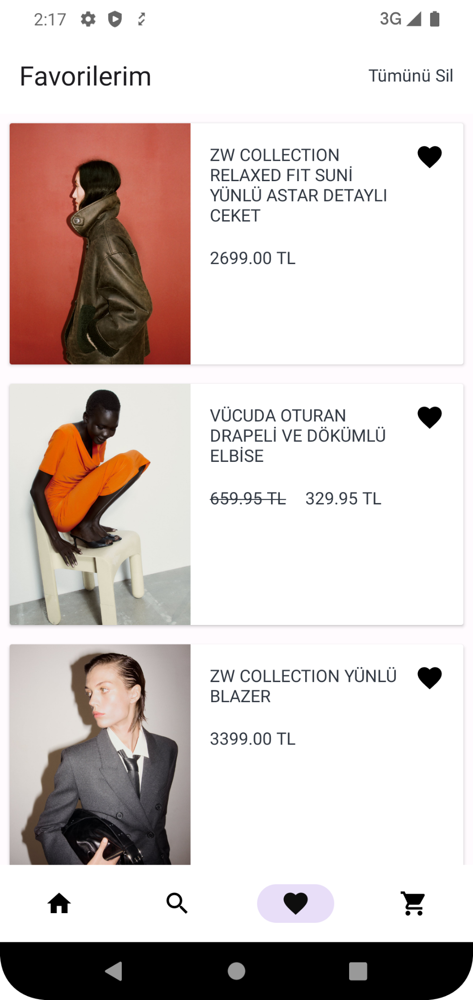 2:17
3G
Favorilerim
Tümünü Sil
ZW COLLECTION
RELAXED FIT SUNİ
YÜNLÜ ASTAR DETAYLI
CEKET
2699.00 TL
VÜCUDA OTURAN
DRAPELİ VE DÖKÜMLÜ
ELBİSE
659.95 TL 329.95 TL
ZW COLLECTION YÜNLÜ
BLAZER
3399.00 TL